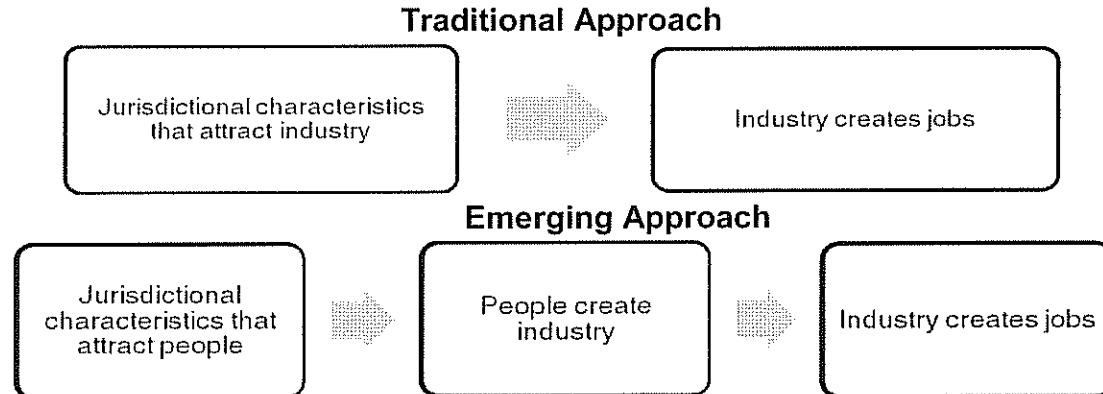 Traditional Approach
Jurisdictional characteristics
that attract industry
Industry creates jobs
Emerging Approach
Jurisdictional
characteristics that
attract people
People create
industry
Industry creates jobs